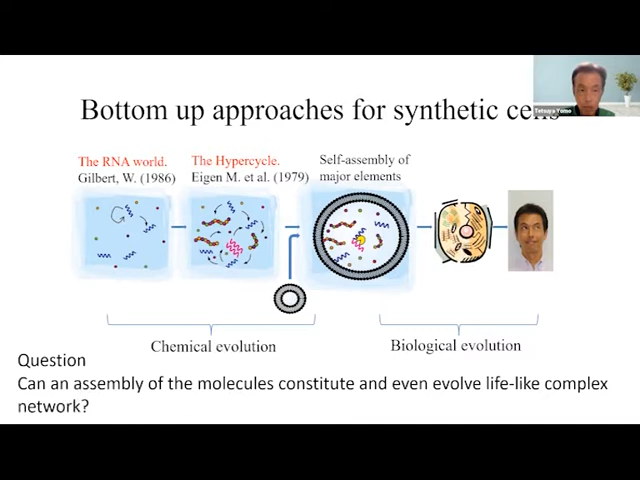 Tetsuya Yomo
Bottom up approaches for synthetic cells
The RNA world.
Gilbert, W. (1986)
The Hypercycle.
Eigen M. et al. (1979)
Self-assembly of
major elements
Chemical evolution
Biological evolution
Question
Can an assembly of the molecules constitute and even evolve life-like complex
network?